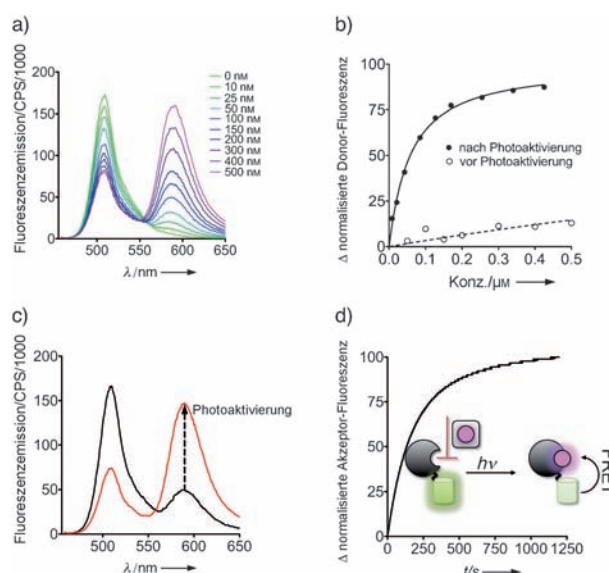 a)
Fluoreszenzemission/CPS/1000
200
150
100
50
0
500
550
600
650
λ/nm
0 nM
10 nM
25 nM
50 nM
100 nM
150 nM
200 nM
300 nM
400 nM
500 nM
b)
Δ normalisierte Donor-Fluoreszenz
100
75
50
25
0
0.0
0.1
0.2
0.3
0.4
0.5
Konz./µM
nach Photoaktivierung
vor Photoaktivierung
c)
Fluoreszenzemission/CPS/1000
200
150
100
50
0
500
550
600
650
λ/nm
Photoaktivierung
d)
Δ normalisierte Akzeptor-Fluoreszenz
100
75
50
25
0
0
250
500
750
1000
1250
t/s
hν
FRET